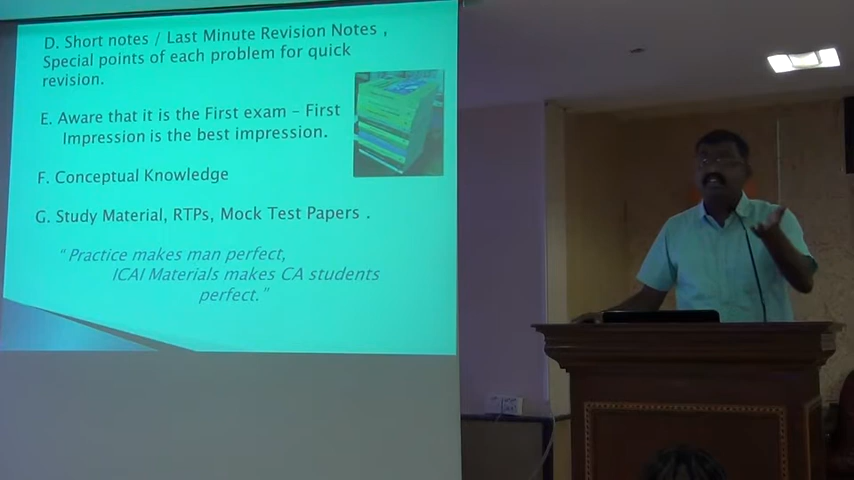 D. Short notes / Last Minute Revision Notes ,
Special points of each problem for quick
revision.
E. Aware that it is the First exam – First
Impression is the best impression.
F. Conceptual Knowledge
G. Study Material, RTPs, Mock Test Papers .
" Practice makes man perfect,
ICAI Materials makes CA students
perfect."